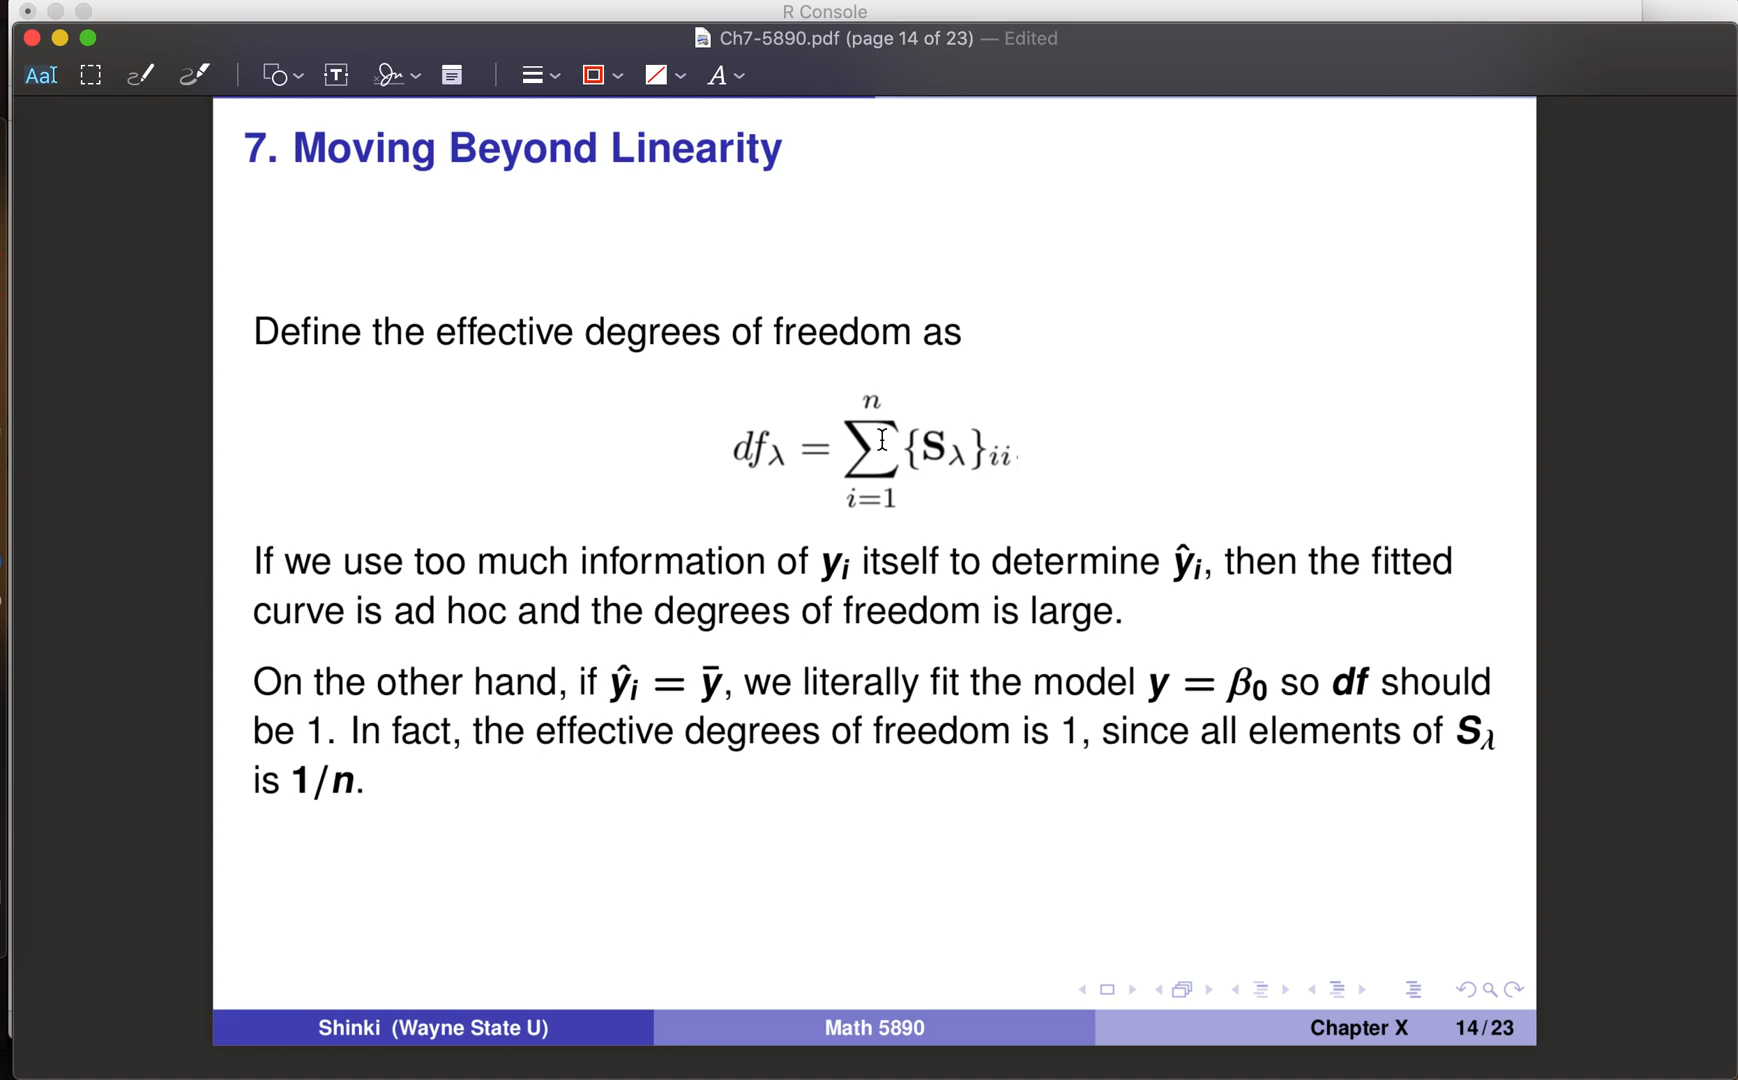 R Console
Ch7-5890.pdf (page 14 of 23) — Edited
AaI
T
A
7. Moving Beyond Linearity
Define the effective degrees of freedom as
n
df_λ = ∑ {S_λ}_ii.
i=1
If we use too much information of y_i itself to determine ŷ_i, then the fitted
curve is ad hoc and the degrees of freedom is large.
On the other hand, if ŷ_i = ȳ, we literally fit the model y = β_0 so df should
be 1. In fact, the effective degrees of freedom is 1, since all elements of S_λ
is 1/n.
Shinki (Wayne State U) Math 5890 Chapter X 14/23